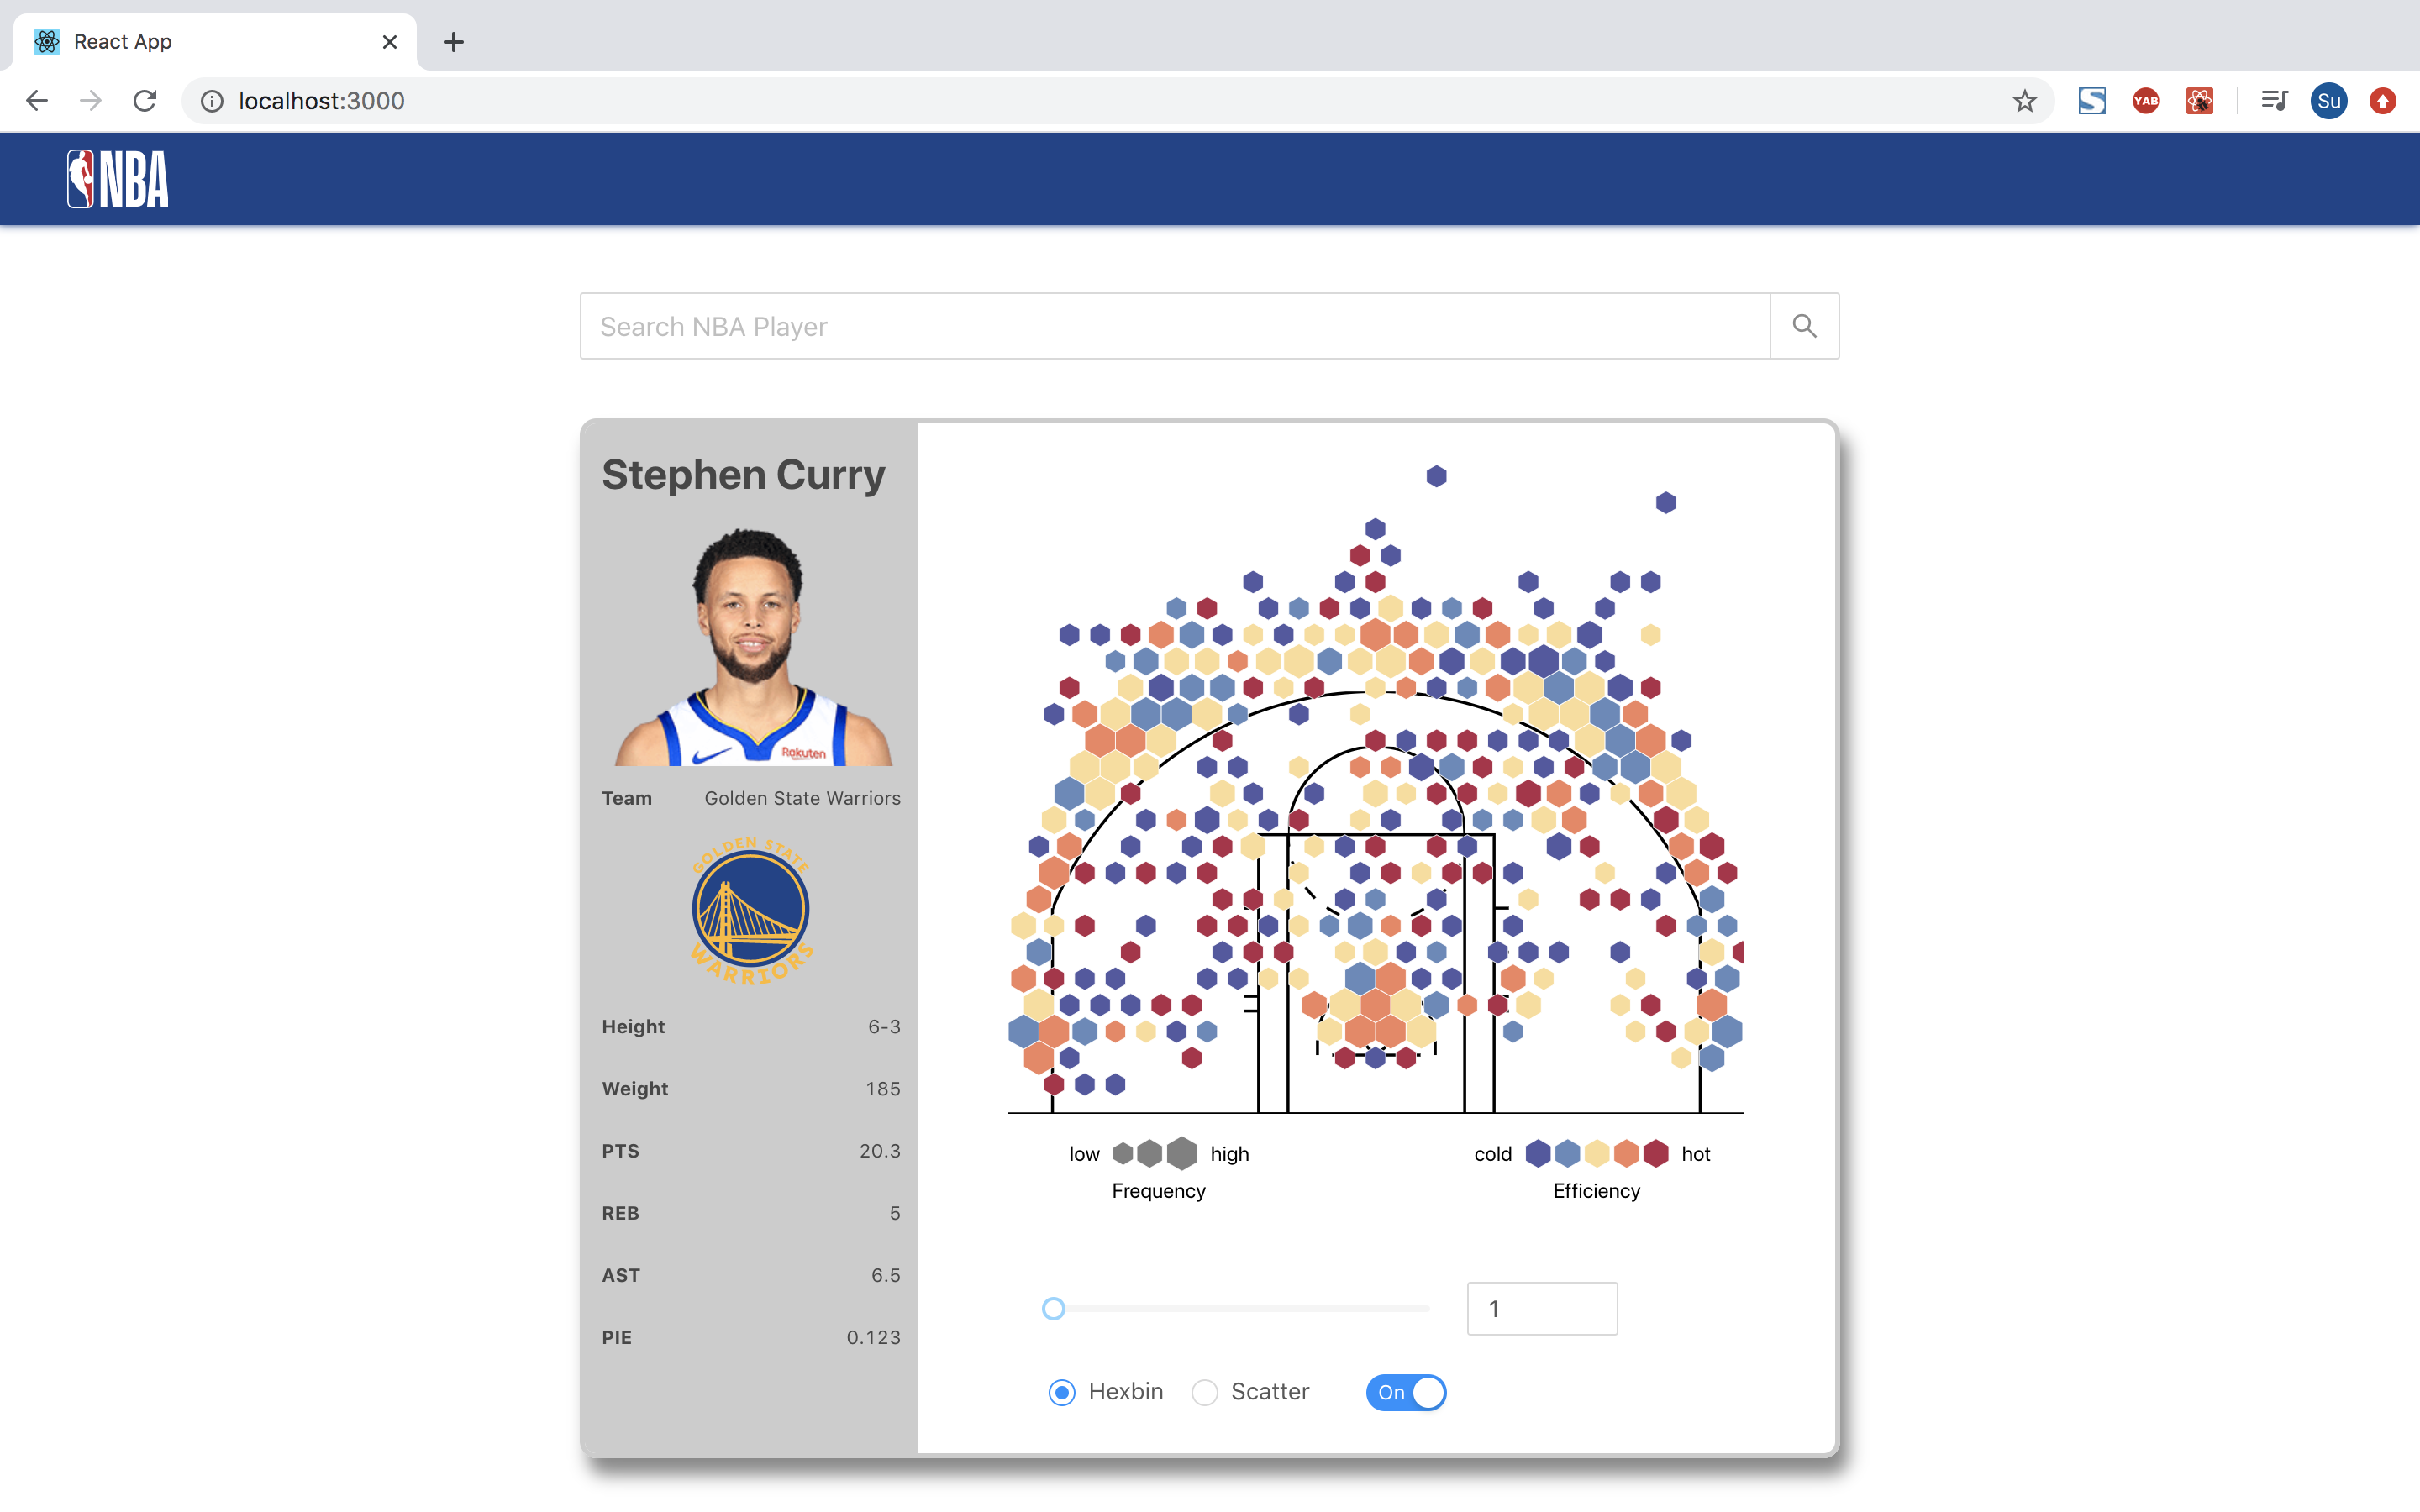 React App
localhost:3000
YAB
Su
NBA
Search NBA Player
Stephen Curry
Rakuten
Team Golden State Warriors
GOLDEN STATE
WARRIORS
Height 6-3
Weight 185
PTS 20.3
REB 5
AST 6.5
PIE 0.123
low high
Frequency
cold hot
Efficiency
1
Hexbin Scatter On